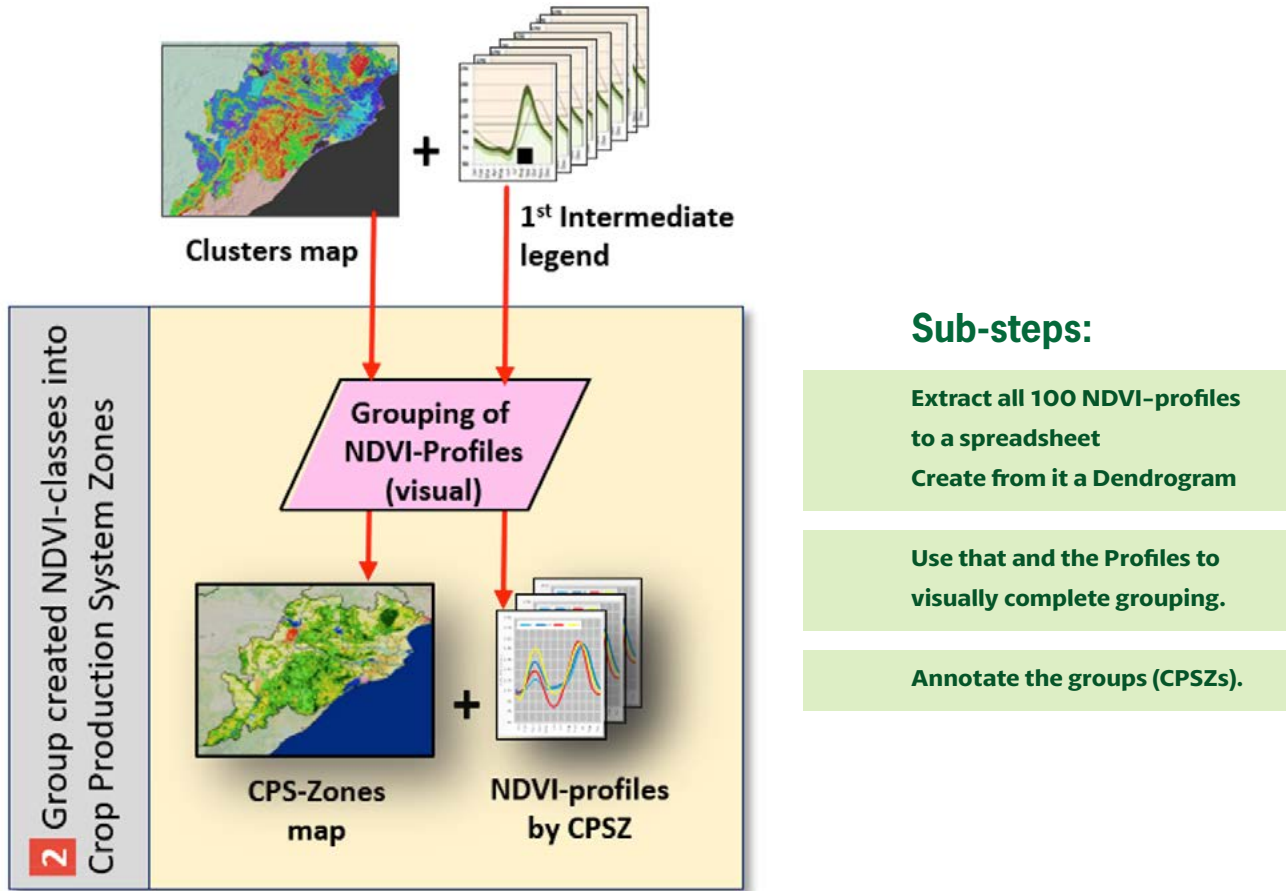 Clusters map
+
1st Intermediate
legend
2 Group created NDVI-classes into
Crop Production System Zones
Grouping of
NDVI-Profiles
(visual)
CPS-Zones
map
+
NDVI-profiles
by CPSZ
Sub-steps:
Extract all 100 NDVI-profiles
to a spreadsheet
Create from it a Dendrogram
Use that and the Profiles to
visually complete grouping.
Annotate the groups (CPSZs).